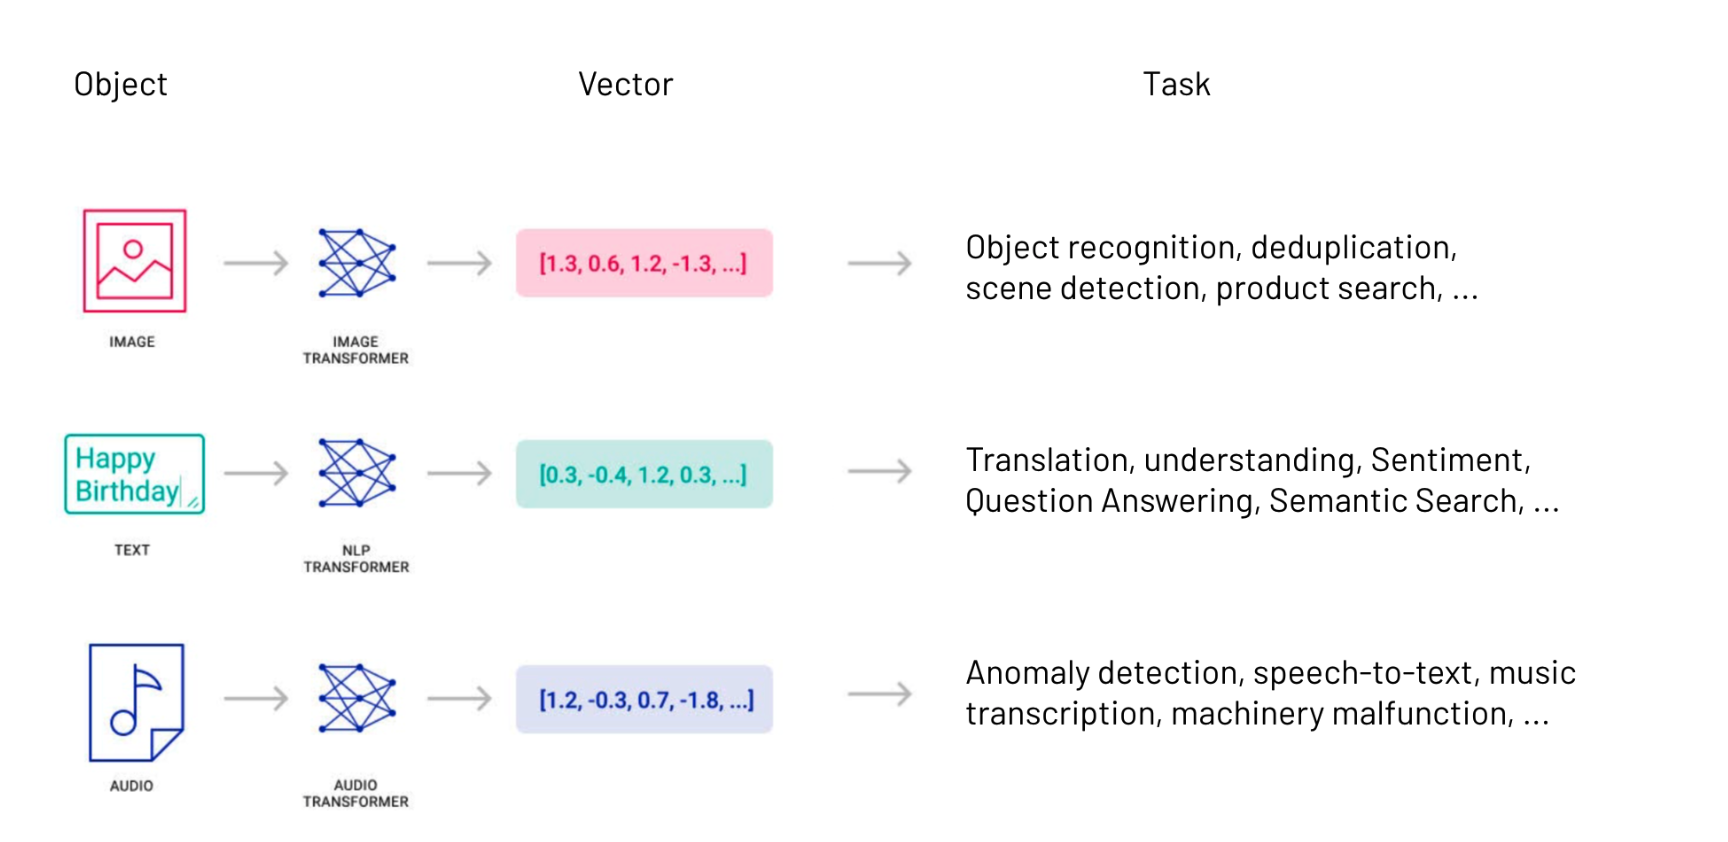 Object
Vector
Task
[1.3, 0.6, 1.2, -1.3, ...]
Object recognition, deduplication,
scene detection, product search, ...
IMAGE
IMAGE
TRANSFORMER
Happy
Birthday
[0.3, -0.4, 1.2, 0.3, ...]
Translation, understanding, Sentiment,
Question Answering, Semantic Search, ...
TEXT
NLP
TRANSFORMER
[1.2, -0.3, 0.7, -1.8, ...]
Anomaly detection, speech-to-text, music
transcription, machinery malfunction, ...
AUDIO
AUDIO
TRANSFORMER